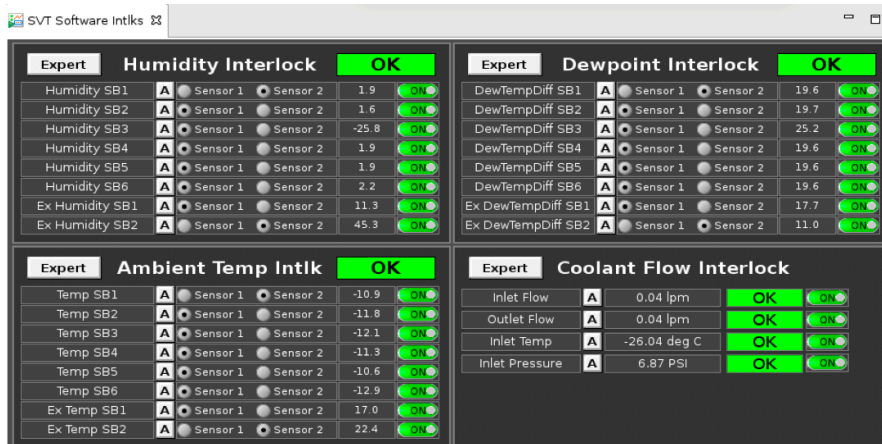 SVT Software Intlks
Expert Humidity Interlock OK
Humidity SB1 A Sensor 1 Sensor 2 1.9 ON
Humidity SB2 A Sensor 1 Sensor 2 1.6 ON
Humidity SB3 A Sensor 1 Sensor 2 -25.8 ON
Humidity SB4 A Sensor 1 Sensor 2 1.9 ON
Humidity SB5 A Sensor 1 Sensor 2 1.9 ON
Humidity SB6 A Sensor 1 Sensor 2 2.2 ON
Ex Humidity SB1 A Sensor 1 Sensor 2 11.3 ON
Ex Humidity SB2 A Sensor 1 Sensor 2 45.3 ON
Expert Dewpoint Interlock OK
DewTempDiff SB1 A Sensor 1 Sensor 2 19.6 ON
DewTempDiff SB2 A Sensor 1 Sensor 2 19.7 ON
DewTempDiff SB3 A Sensor 1 Sensor 2 25.2 ON
DewTempDiff SB4 A Sensor 1 Sensor 2 19.6 ON
DewTempDiff SB5 A Sensor 1 Sensor 2 19.6 ON
DewTempDiff SB6 A Sensor 1 Sensor 2 19.6 ON
Ex DewTempDiff SB1 A Sensor 1 Sensor 2 17.7 ON
Ex DewTempDiff SB2 A Sensor 1 Sensor 2 11.0 ON
Expert Ambient Temp Intlk OK
Temp SB1 A Sensor 1 Sensor 2 -10.9 ON
Temp SB2 A Sensor 1 Sensor 2 -11.8 ON
Temp SB3 A Sensor 1 Sensor 2 -12.1 ON
Temp SB4 A Sensor 1 Sensor 2 -11.3 ON
Temp SB5 A Sensor 1 Sensor 2 -10.6 ON
Temp SB6 A Sensor 1 Sensor 2 -12.9 ON
Ex Temp SB1 A Sensor 1 Sensor 2 17.0 ON
Ex Temp SB2 A Sensor 1 Sensor 2 22.4 ON
Expert Coolant Flow Interlock
Inlet Flow A 0.04 lpm OK ON
Outlet Flow A 0.04 lpm OK ON
Inlet Temp A -26.04 deg C OK ON
Inlet Pressure A 6.87 PSI OK ON